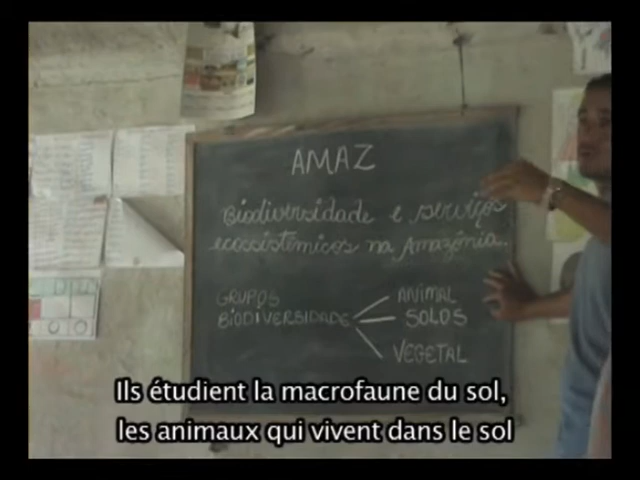 AMAZ
Biodiversidade e serviços
ecossistêmicos na Amazônia.
GRUPOS
BIODIVERSIDADE
ANIMAL
SOLOS
VEGETAL
Ils étudient la macrofaune du sol,
les animaux qui vivent dans le sol